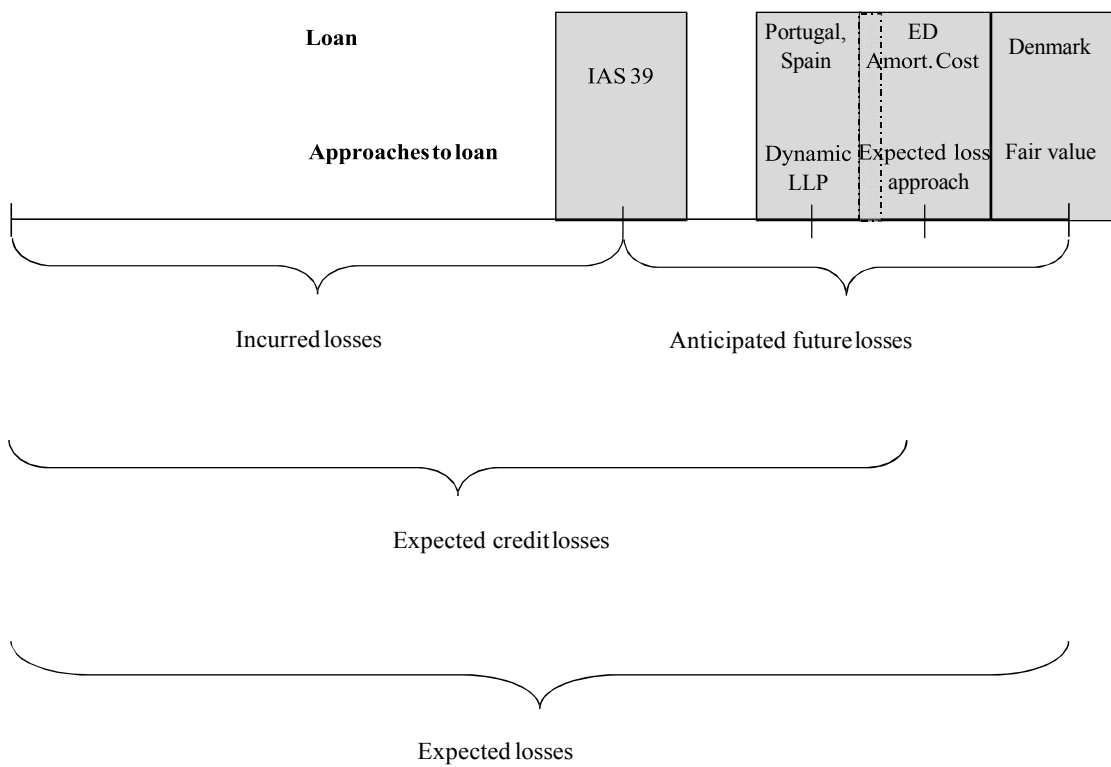 Loan
IAS 39
Portugal,
Spain
ED
Amort. Cost
Denmark
Approaches to loan
Dynamic
LLP
Expected loss
approach
Fair value
Incurred losses
Anticipated future losses
Expected credit losses
Expected losses